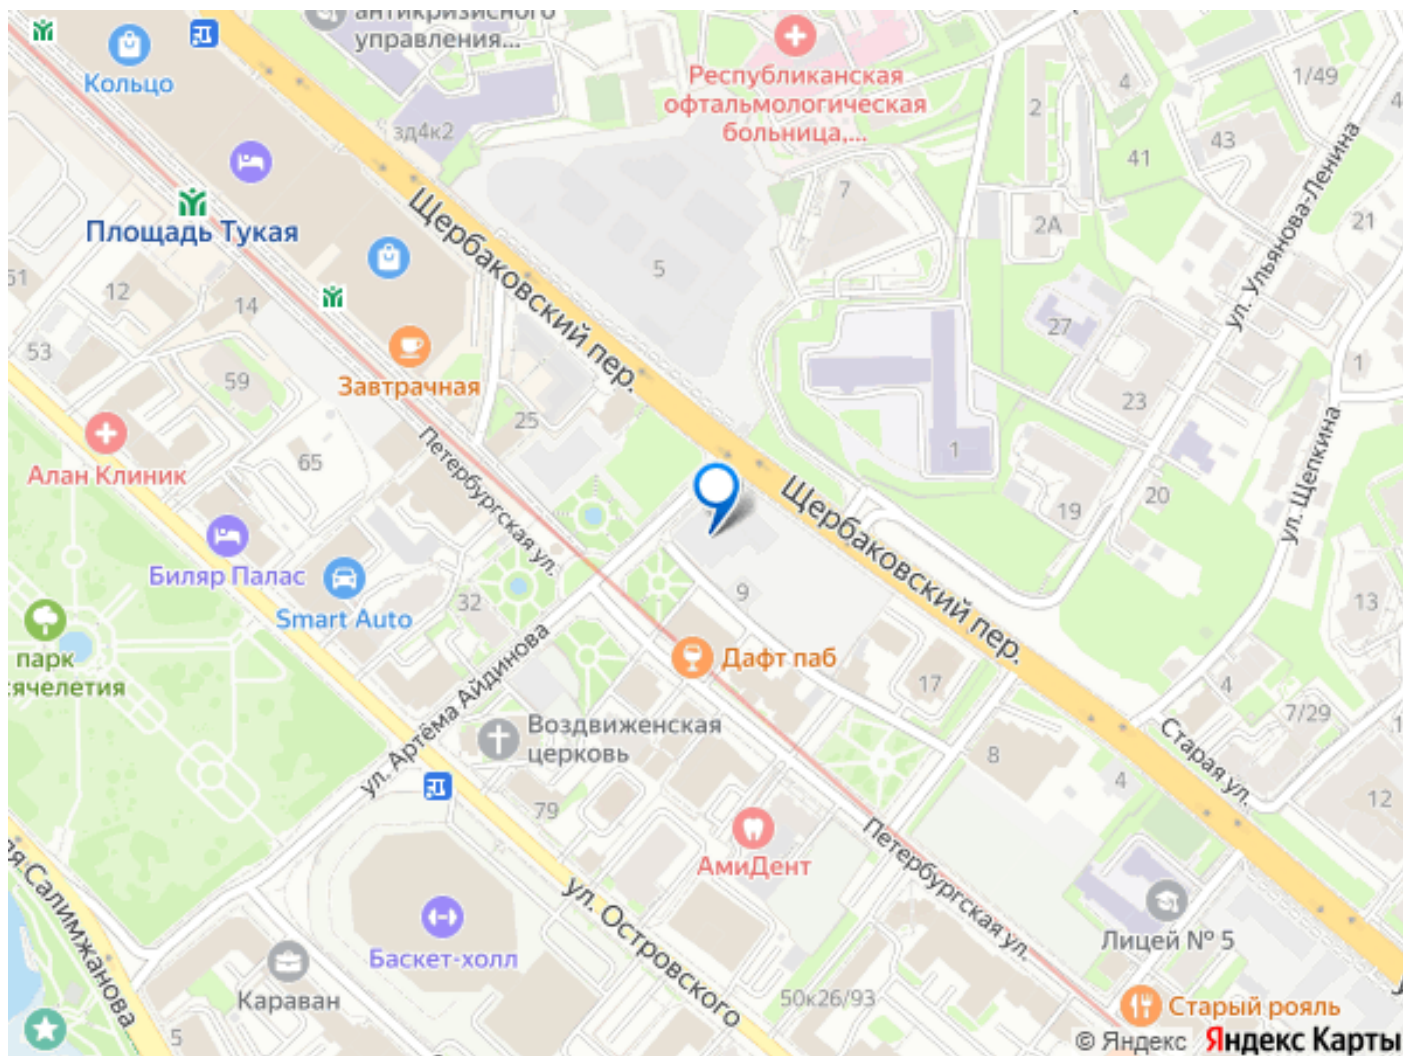 антикризисного
управления...
Кольцо
зд4к2
Республиканская
офтальмологическая
больница,...
4
1/49
2
43
41
7
2А
21
ул. Ульянова-Ленина
Площадь Тукая
Щербаковский пер.
5
12
14
27
53
59
Завтрачная
1
23
25
Алан Клиник
65
Петербургская ул.
1
20
19
ул. Щепкина
Щербаковский пер.
Биляр Палас
Smart Auto
32
9
13
парк
сячелетия
Дафт паб
17
4
7/29
ул. Артёма Айдинова
Воздвиженская
церковь
8
4
Старая ул.
12
79
АмиДент
Петербургская ул.
ул. Островского
ая Салимжанова
Баскет-холл
Лицей № 5
Караван
50к26/93
5
Старый рояль
© Яндекс Яндекс Карты